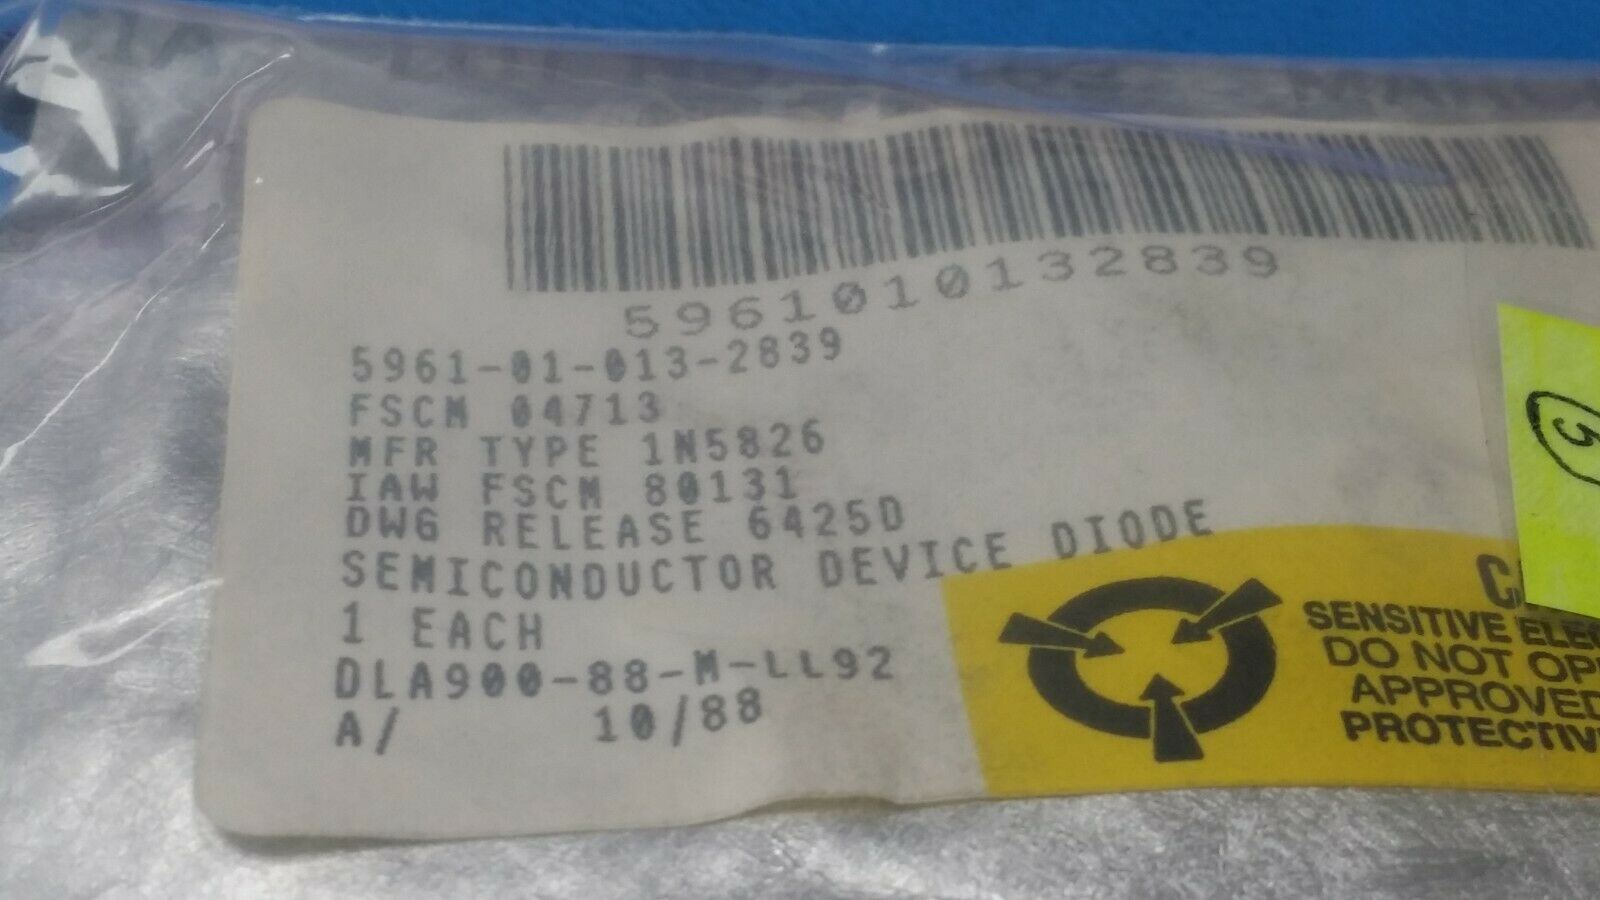 5961010132839
5961-01-013-2839
FSCM 04713
MFR TYPE 1N5826
IAW FSCM 80131
DWG RELEASE 6425D
SEMICONDUCTOR DEVICE DIODE
1 EACH
DLA900-88-M-LL92
A/ 10/88
SENSITIVE
DO NOT
APPROVED
5